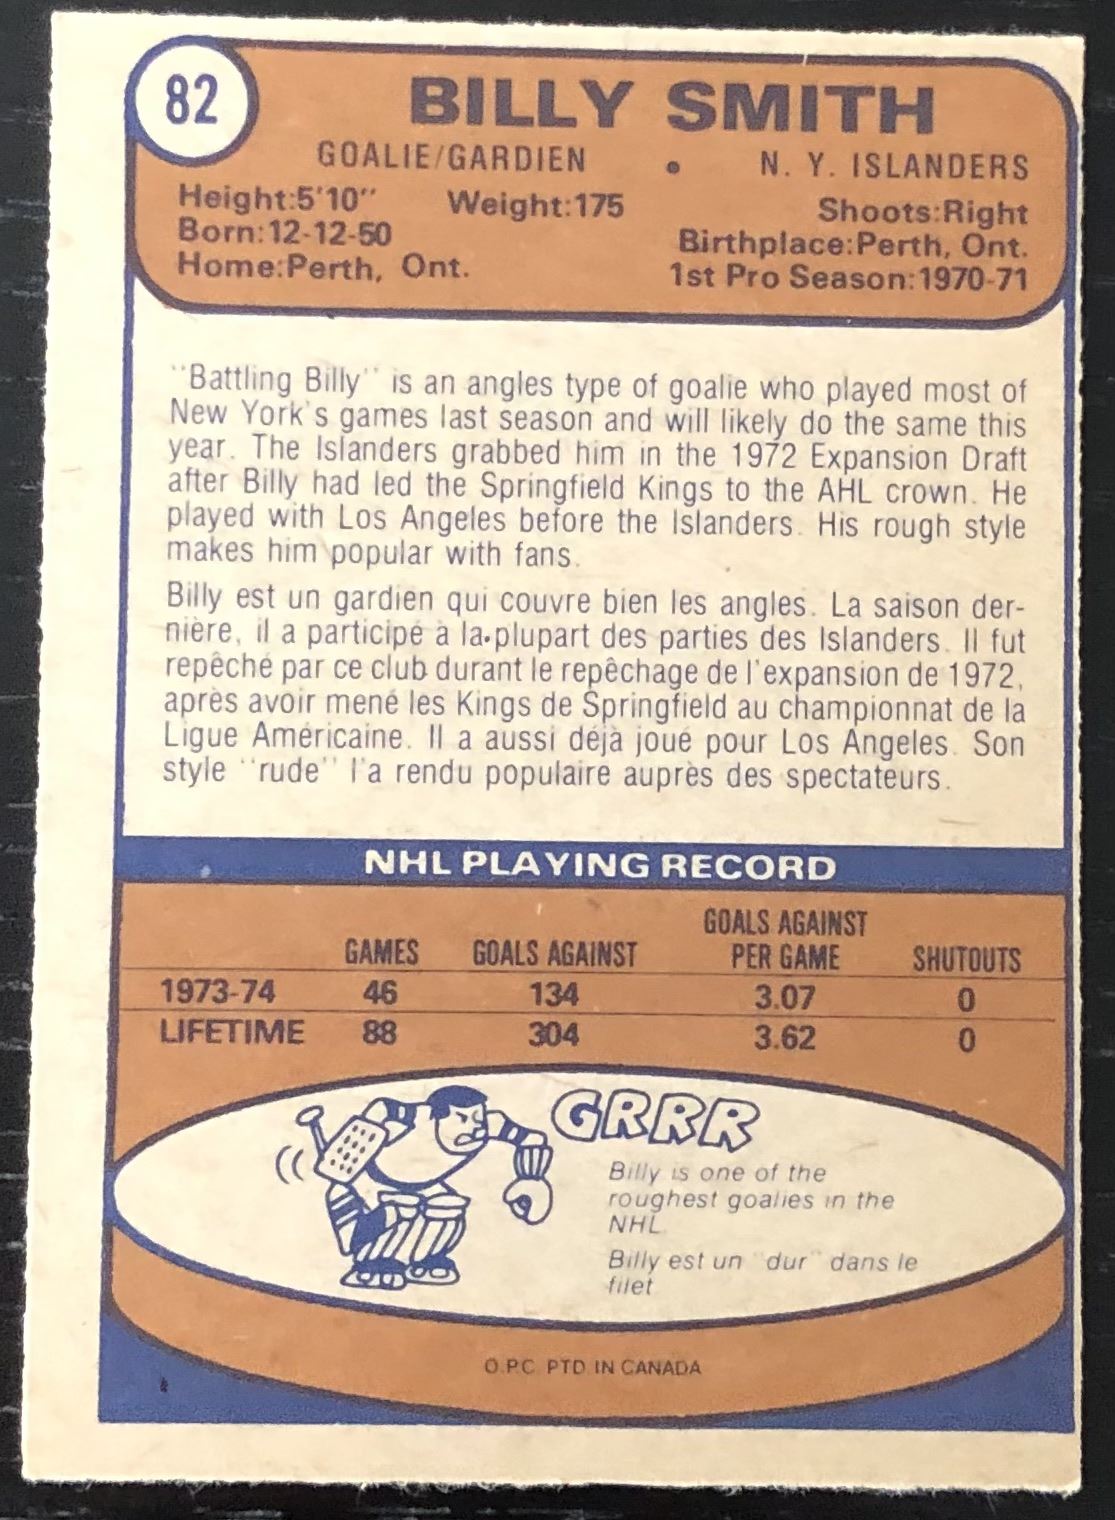 82
BILLY SMITH
GOALIE/GARDIEN • N. Y. ISLANDERS
Height:5'10" Weight:175 Shoots:Right
Born:12-12-50 Birthplace:Perth, Ont.
Home:Perth, Ont. 1st Pro Season:1970-71
"Battling Billy" is an angles type of goalie who played most of
New York's games last season and will likely do the same this
year. The Islanders grabbed him in the 1972 Expansion Draft
after Billy had led the Springfield Kings to the AHL crown. He
played with Los Angeles before the Islanders. His rough style
makes him popular with fans.
Billy est un gardien qui couvre bien les angles. La saison der-
nière, il a participé à la plupart des parties des Islanders. Il fut
repêché par ce club durant le repêchage de l'expansion de 1972,
après avoir mené les Kings de Springfield au championnat de la
Ligue Américaine. Il a aussi déjà joué pour Los Angeles. Son
style "rude" l'a rendu populaire auprès des spectateurs.
NHL PLAYING RECORD
GAMES GOALS AGAINST GOALS AGAINST PER GAME SHUTOUTS
1973-74 46 134 3.07 0
LIFETIME 88 304 3.62 0
GRRR
Billy is one of the
roughest goalies in the
NHL.
Billy est un "dur" dans le
filet.
O.P.C. PTD. IN CANADA